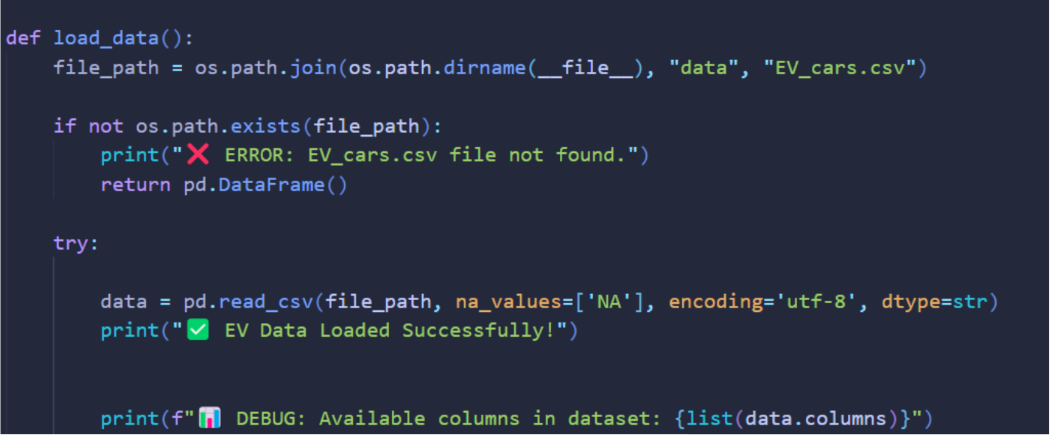 def load_data():
    file_path = os.path.join(os.path.dirname(__file__), "data", "EV_cars.csv")
    if not os.path.exists(file_path):
        print("❌ ERROR: EV_cars.csv file not found.")
        return pd.DataFrame()
    try:
        data = pd.read_csv(file_path, na_values=['NA'], encoding='utf-8', dtype=str)
        print("✅ EV Data Loaded Successfully!")
        print(f"📊 DEBUG: Available columns in dataset: {list(data.columns)}")